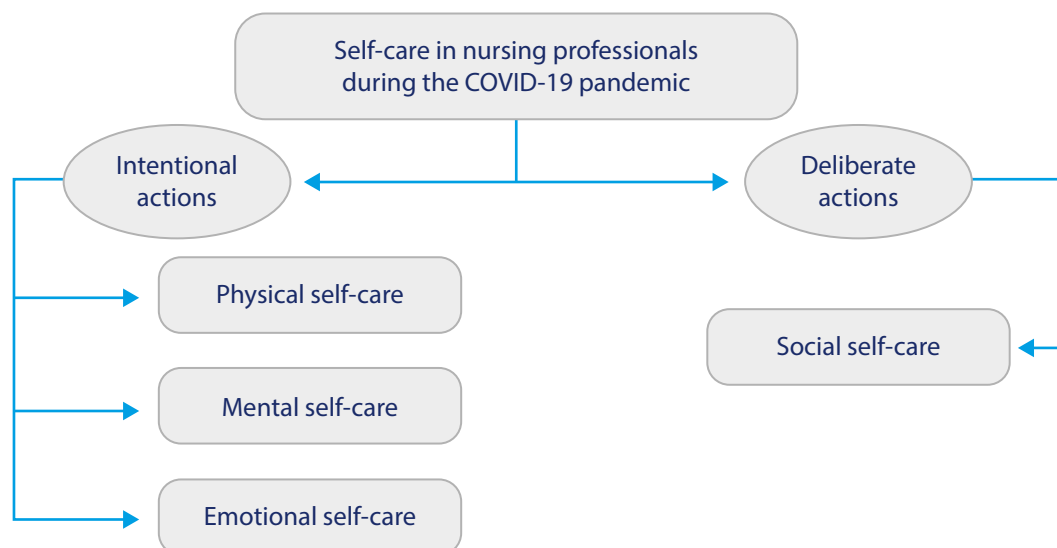 Self-care in nursing professionals
during the COVID-19 pandemic
Intentional
actions
Deliberate
actions
Physical self-care
Social self-care
Mental self-care
Emotional self-care